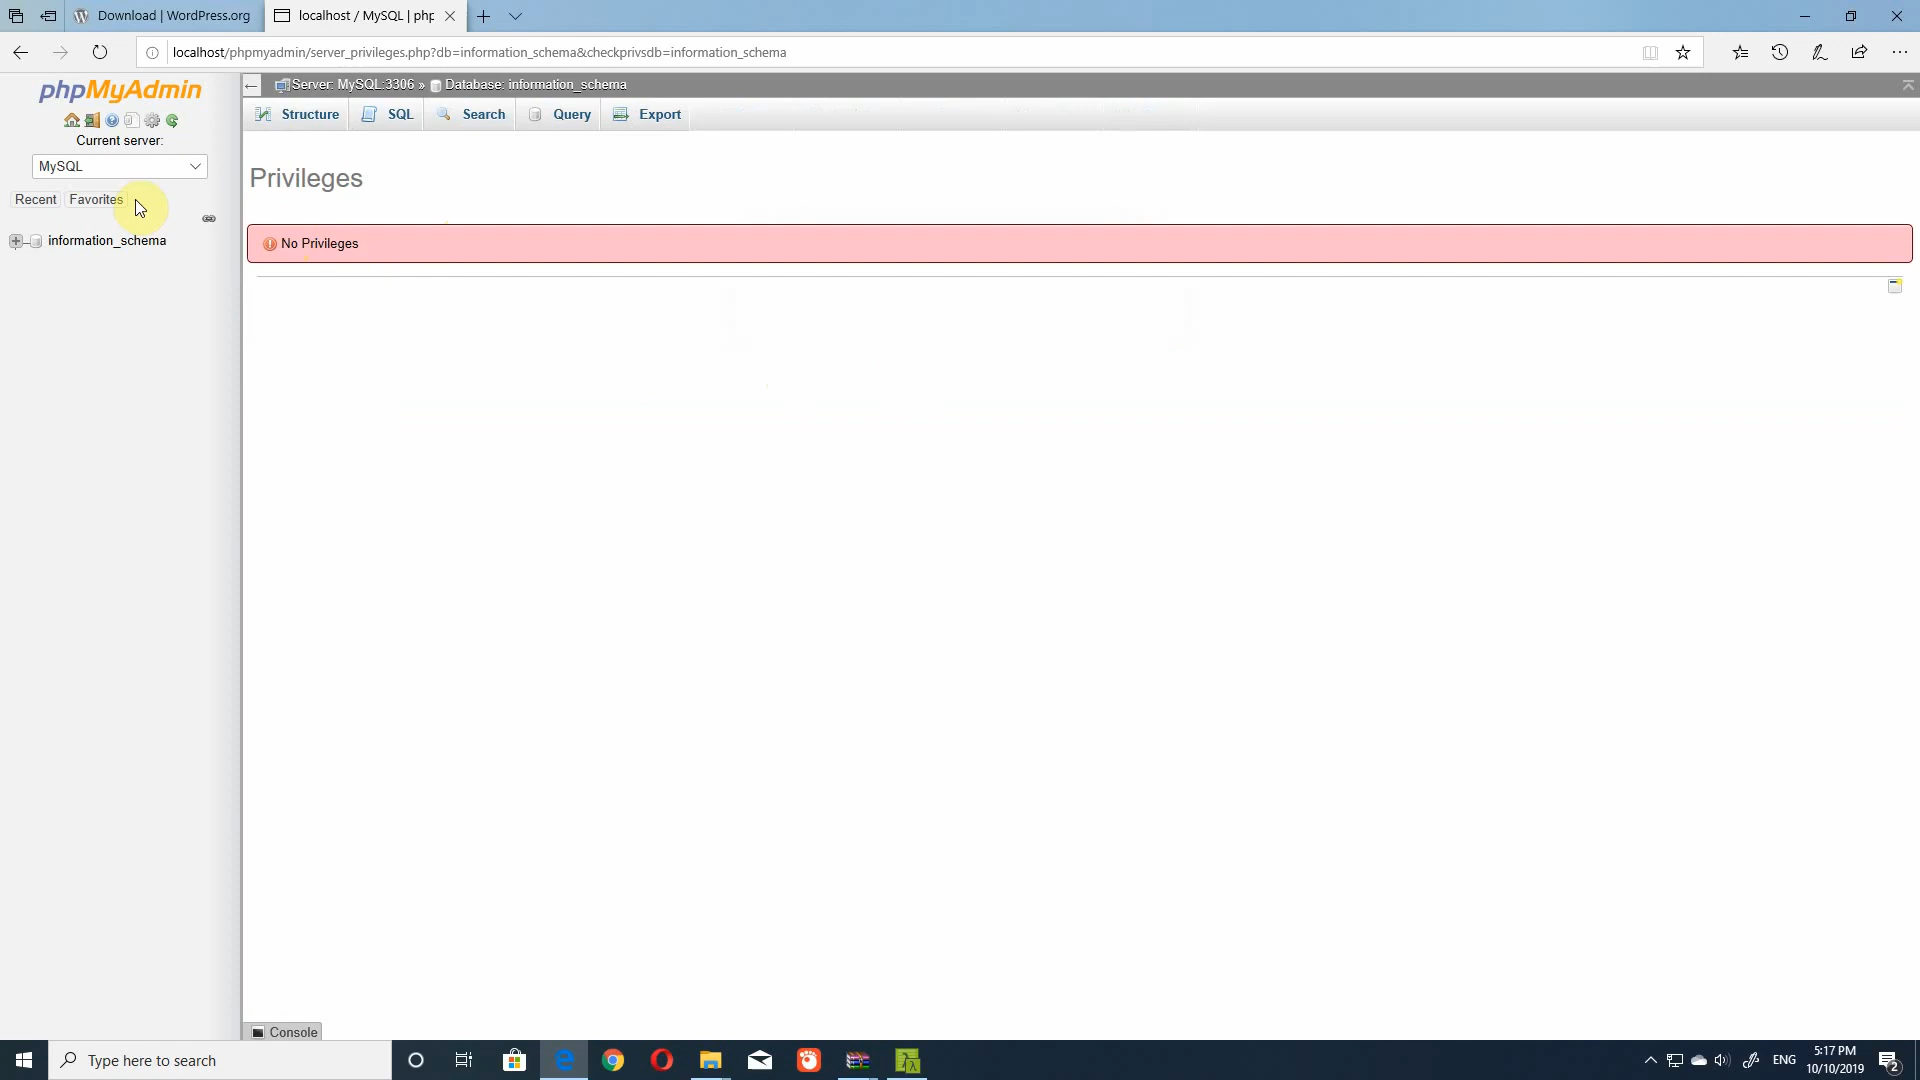 Download | WordPress.org
localhost / MySQL | php
localhost/phpmyadmin/server_privileges.php?db=information_schema&checkprivsdb=information_schema
phpMyAdmin
Current server:
MySQL
Recent Favorites
information_schema
Server: MySQL:3306 » Database: information_schema
Structure SQL Search Query Export
Privileges
No Privileges
Console
Type here to search
ENG
5:17 PM
10/10/2019
2